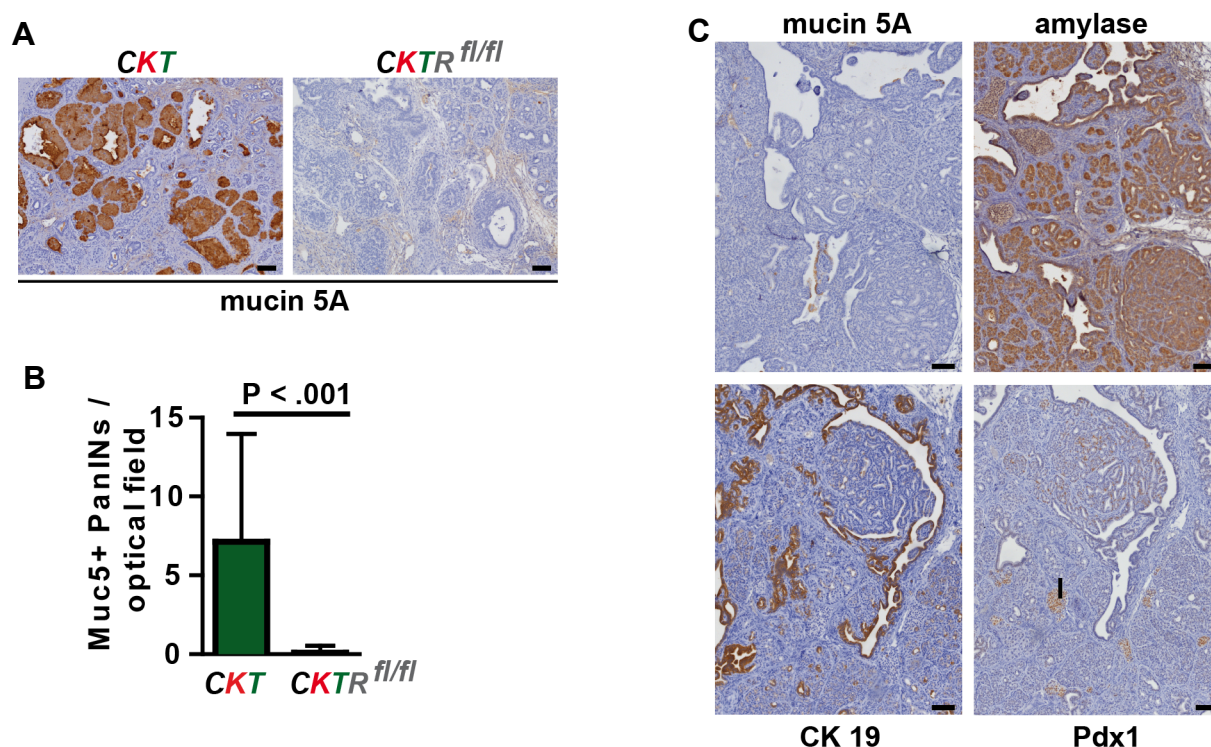 A
CKT
CKTR fl/fl
mucin 5A
B
P < .001
Muc5+ PanINs /
optical field
15
10
5
0
CKT
CKTR fl/fl
C
mucin 5A
amylase
I
CK 19
Pdx1